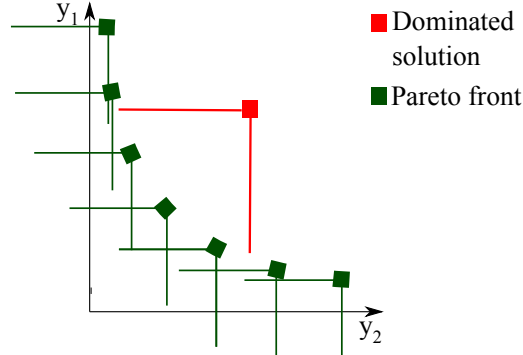 y1
Dominated
solution
Pareto front
y2